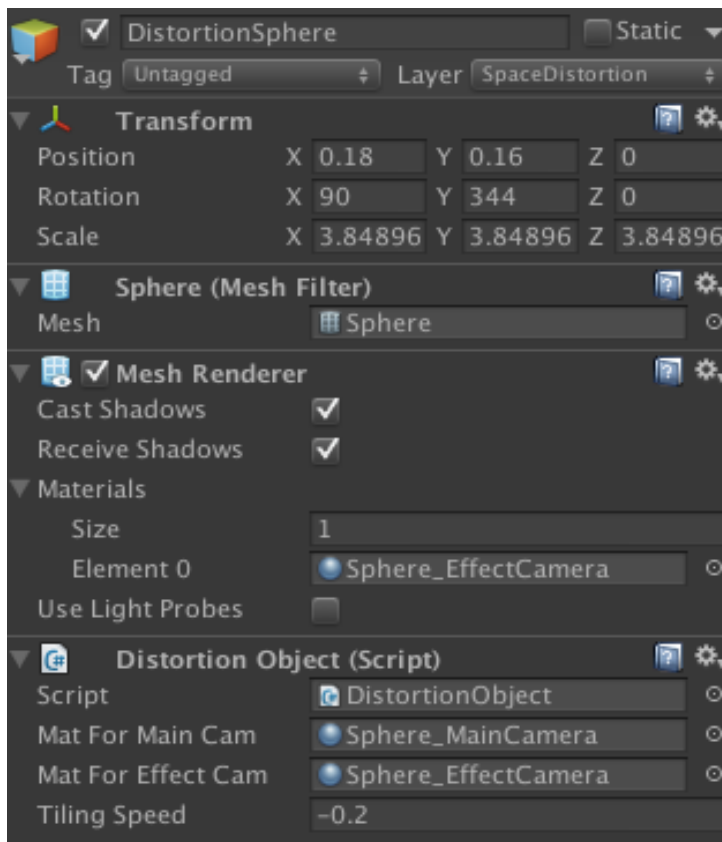 DistortionSphere Static
Tag Untagged Layer SpaceDistortion
Transform
Position X 0.18 Y 0.16 Z 0
Rotation X 90 Y 344 Z 0
Scale X 3.84896 Y 3.84896 Z 3.84896
Sphere (Mesh Filter)
Mesh Sphere
Mesh Renderer
Cast Shadows
Receive Shadows
Materials
Size 1
Element 0 Sphere_EffectCamera
Use Light Probes
C# Distortion Object (Script)
Script DistortionObject
Mat For Main Cam Sphere_MainCamera
Mat For Effect Cam Sphere_EffectCamera
Tiling Speed -0.2